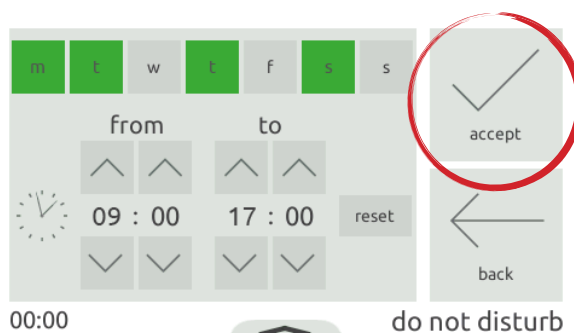 m t w t f s s
from to
accept
09 : 00 17 : 00 reset
back
00:00 do not disturb